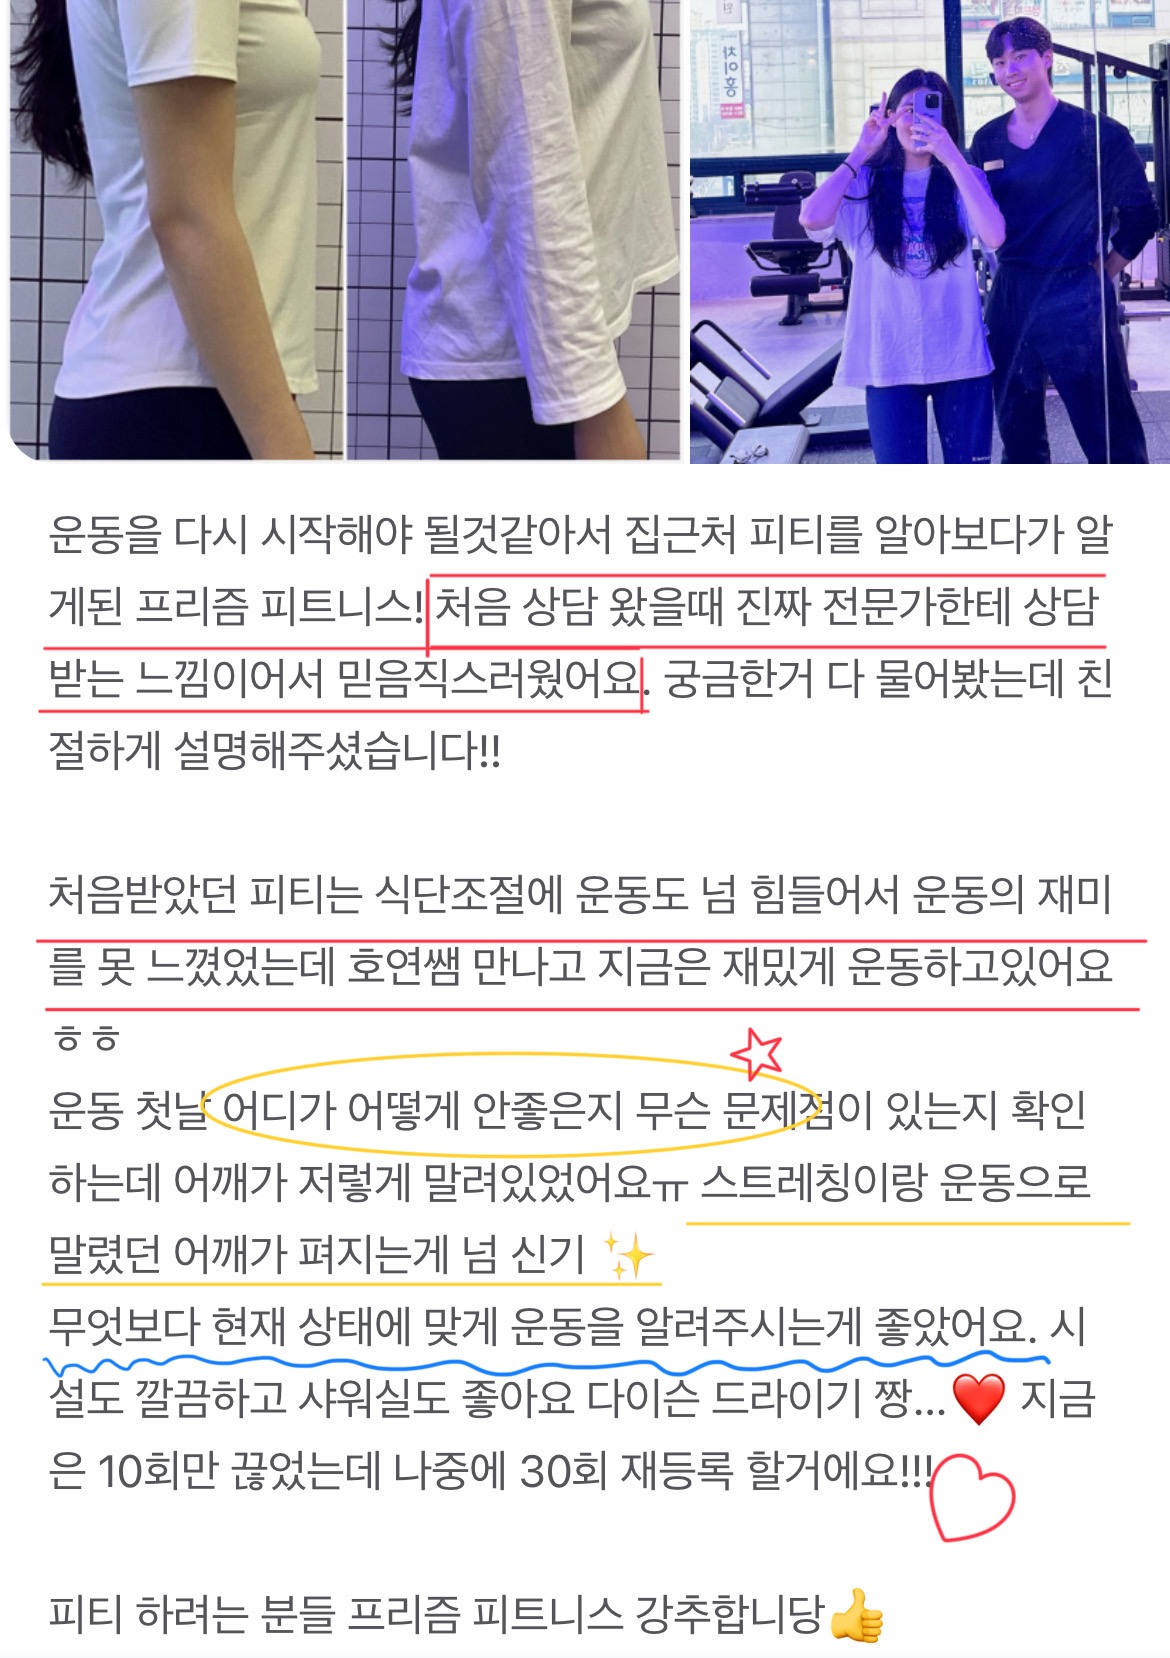 차이홍
운동을 다시 시작해야 될것같아서 집근처 피티를 알아보다가 알
게된 프리즘 피트니스! 처음 상담 왔을때 진짜 전문가한테 상담
받는 느낌이어서 믿음직스러웠어요. 궁금한거 다 물어봤는데 친
절하게 설명해주셨습니다!!
처음받았던 피티는 식단조절에 운동도 넘 힘들어서 운동의 재미
를 못 느꼈었는데 호연쌤 만나고 지금은 재밌게 운동하고있어요
ㅎㅎ
운동 첫날 어디가 어떻게 안좋은지 무슨 문제점이 있는지 확인
하는데 어깨가 저렇게 말려있었어요ㅠ 스트레칭이랑 운동으로
말렸던 어깨가 펴지는게 넘 신기 ✨
무엇보다 현재 상태에 맞게 운동을 알려주시는게 좋았어요. 시
설도 깔끔하고 샤워실도 좋아요 다이슨 드라이기 짱...❤️ 지금
은 10회만 끊었는데 나중에 30회 재등록 할거에요!!!
피티 하려는 분들 프리즘 피트니스 강추합니당👍